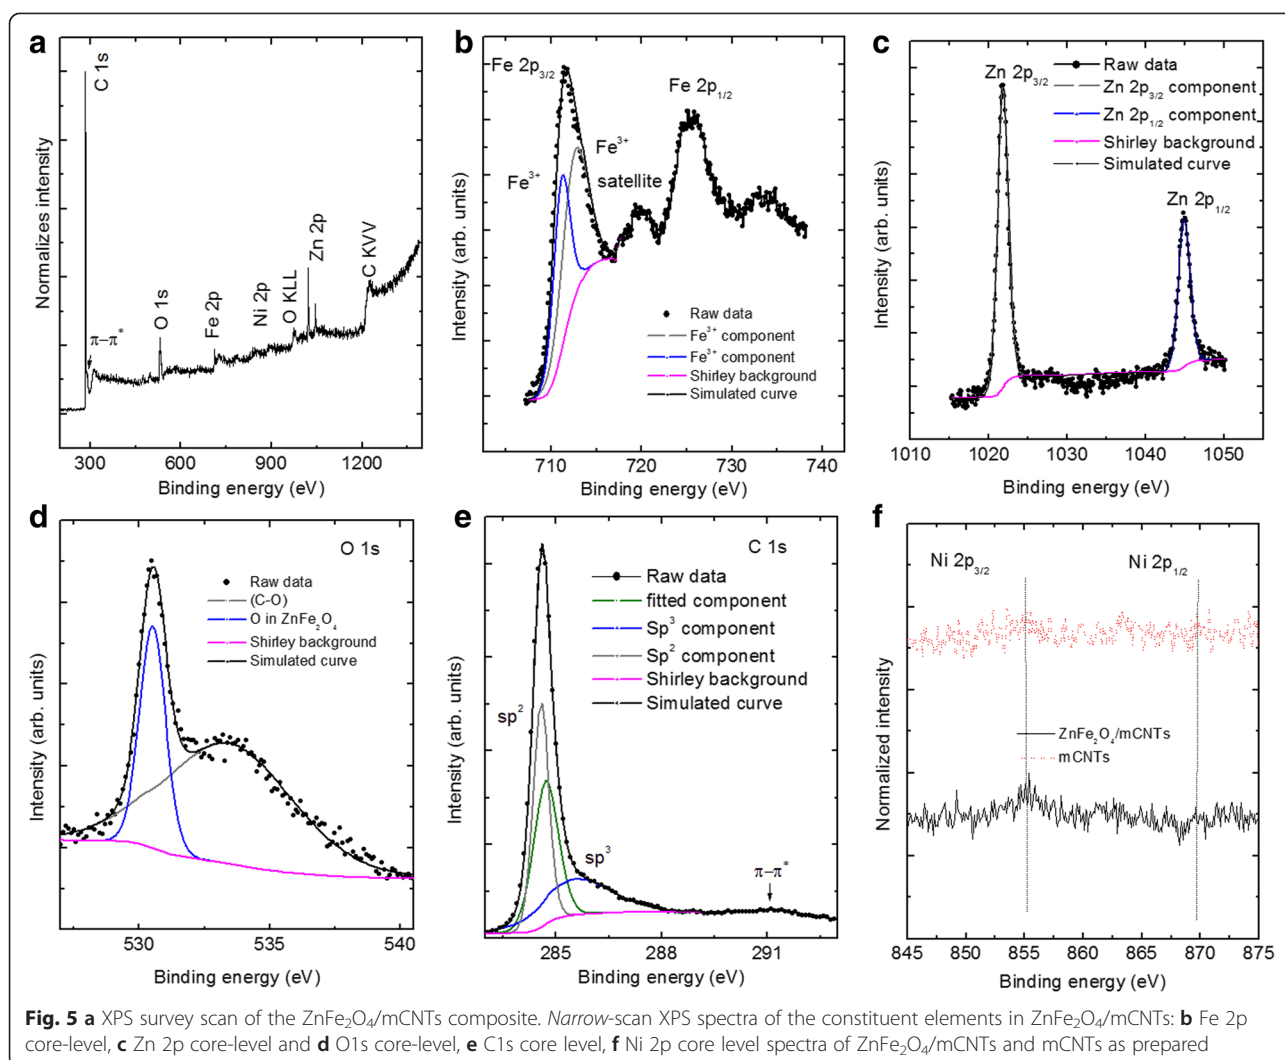 a
C 1s
π–π*
O 1s
Fe 2p
Ni 2p
O KLL
Zn 2p
C KVV
Normalizes intensity
300 600 900 1200
Binding energy (eV)
b
Fe 2p3/2
Fe 2p1/2
Fe3+
Fe3+
satellite
Raw data
Fe3+ component
Fe3+ component
Shirley background
Simulated curve
Intensity (arb. units)
710 720 730 740
Binding energy (eV)
c
Zn 2p3/2
Zn 2p1/2
Raw data
Zn 2p3/2 component
Zn 2p1/2 component
Shirley background
Simulated curve
Intensity (arb. units)
1010 1020 1030 1040 1050
Binding energy (eV)
d
O 1s
Raw data
(C-O)
O in ZnFe2O4
Shirley background
Simulated curve
Intensity (arb. units)
530 535 540
Binding energy (eV)
e
C 1s
Raw data
fitted component
Sp3 component
Sp2 component
Shirley background
Simulated curve
sp2
sp3
π–π*
Intensity (arb. units)
285 288 291
Binding energy (eV)
f
Ni 2p3/2
Ni 2p1/2
ZnFe2O4/mCNTs
mCNTs
Normalized intensity
845 850 855 860 865 870 875
Binding energy (eV)
Fig. 5 a XPS survey scan of the ZnFe2O4/mCNTs composite. Narrow-scan XPS spectra of the constituent elements in ZnFe2O4/mCNTs: b Fe 2p
core-level, c Zn 2p core-level and d O1s core-level, e C1s core level, f Ni 2p core level spectra of ZnFe2O4/mCNTs and mCNTs as prepared